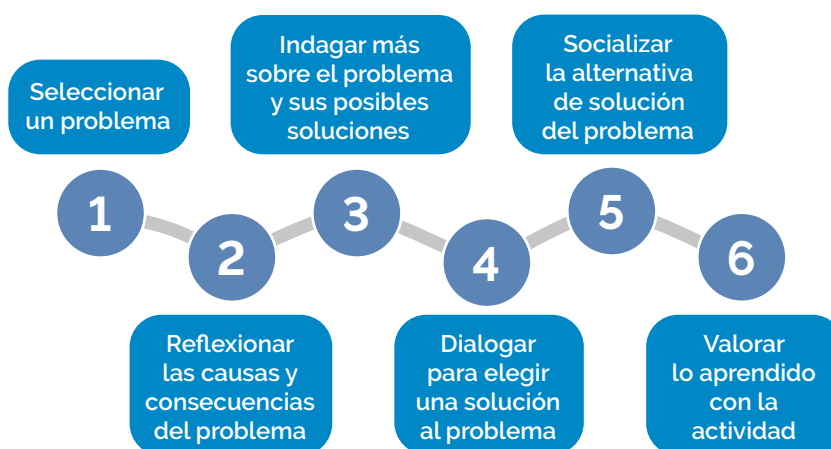 1
Seleccionar
un problema
2
Reflexionar
las causas y
consecuencias
del problema
3
Indagar más
sobre el problema
y sus posibles
soluciones
4
Dialogar
para elegir
una solución
al problema
5
Socializar
la alternativa
de solución
del problema
6
Valorar
lo aprendido
con la
actividad